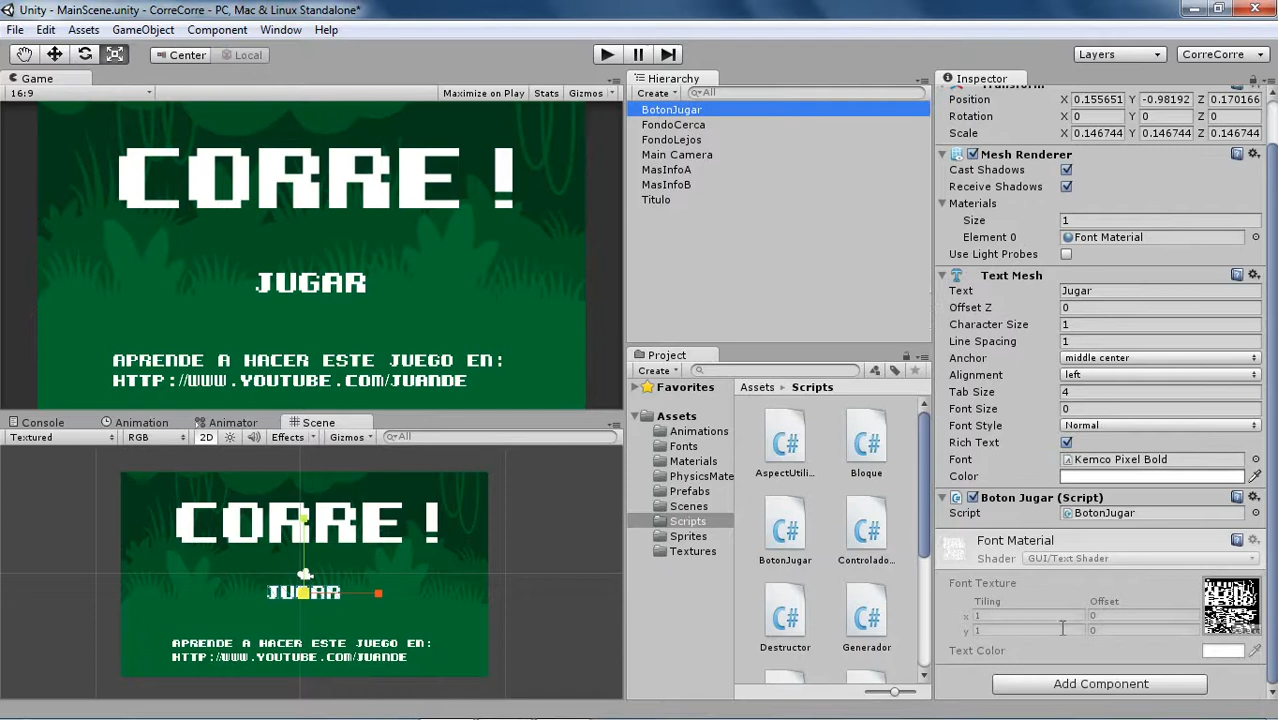 Unity - MainScene.unity - CorreCorre - PC, Mac & Linux Standalone*
File Edit Assets GameObject Component Window Help
Center Local
Layers
CorreCorre
Game
16:9
Maximize on Play Stats Gizmos
CORRE!
JUGAR
APRENDE A HACER ESTE JUEGO EN:
HTTP://WWW.YOUTUBE.COM/JUANDE
Console Animation Animator Scene
Textured RGB 2D Effects Gizmos All
CORRE!
JUGAR
APRENDE A HACER ESTE JUEGO EN:
HTTP://WWW.YOUTUBE.COM/JUANDE
Hierarchy
Create All
BotonJugar
FondoCerca
FondoLejos
Main Camera
MasInfoA
MasInfoB
Titulo
Project
Create
Favorites
Assets
Animations
Fonts
Materials
PhysicsMate
Prefabs
Scenes
Scripts
Sprites
Textures
Assets Scripts
AspectUtili...
Bloque
BotonJugar
Controlado...
Destructor
Generador
Inspector
Transform
Position X 0.155651 Y -0.98192 Z 0.170166
Rotation X 0 Y 0 Z 0
Scale X 0.146744 Y 0.146744 Z 0.146744
Mesh Renderer
Cast Shadows
Receive Shadows
Materials
Size 1
Element 0 Font Material
Use Light Probes
Text Mesh
Text Jugar
Offset Z 0
Character Size 1
Line Spacing 1
Anchor middle center
Alignment left
Tab Size 4
Font Size 0
Font Style Normal
Rich Text
Font Kemco Pixel Bold
Color
Boton Jugar (Script)
Script BotonJugar
Font Material
Shader GUI/Text Shader
Font Texture
Tiling Offset
x 1 0
y 1 0
Text Color
Add Component